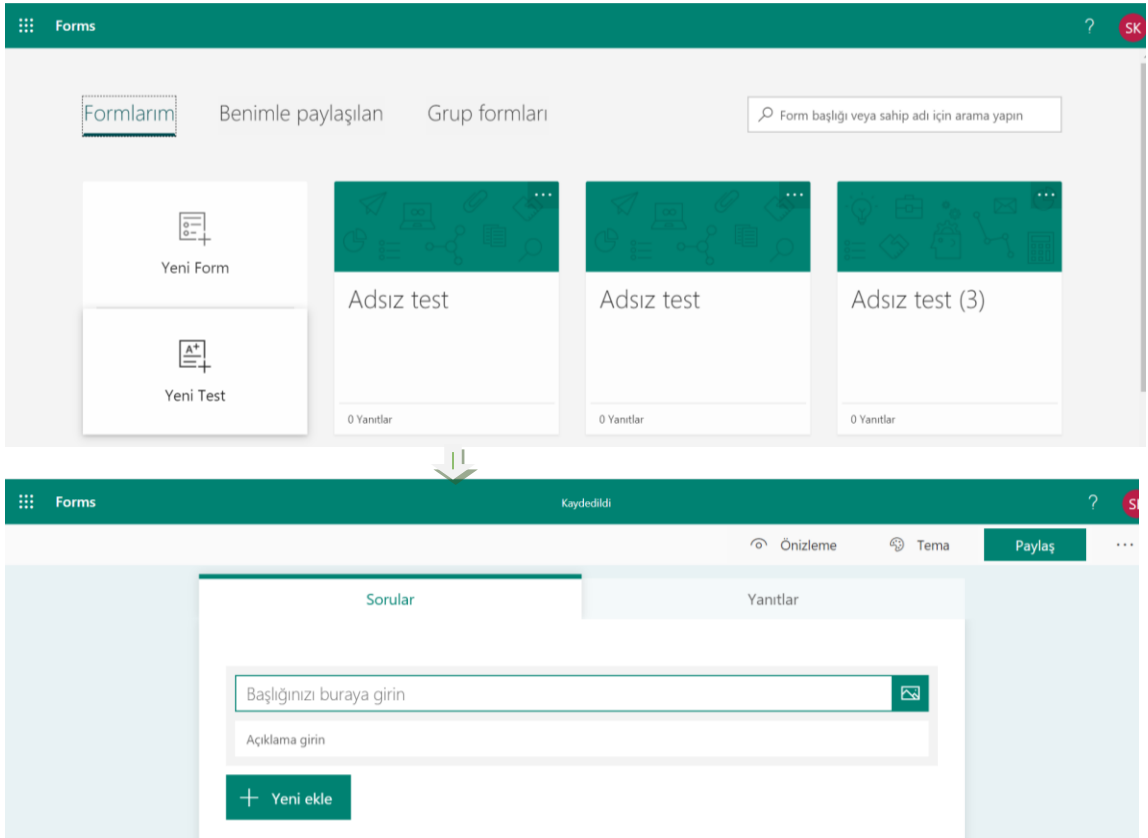 Forms
?
SK
Formlarım Benimle paylaşılan Grup formları
Form başlığı veya sahip adı için arama yapın
Yeni Form
Yeni Test
Adsız test
0 Yanıtlar
Adsız test
0 Yanıtlar
Adsız test (3)
0 Yanıtlar
Forms
Kaydedildi
?
Önizleme
Tema
Paylaş
Sorular
Yanıtlar
Başlığınızı buraya girin
Açıklama girin
Yeni ekle